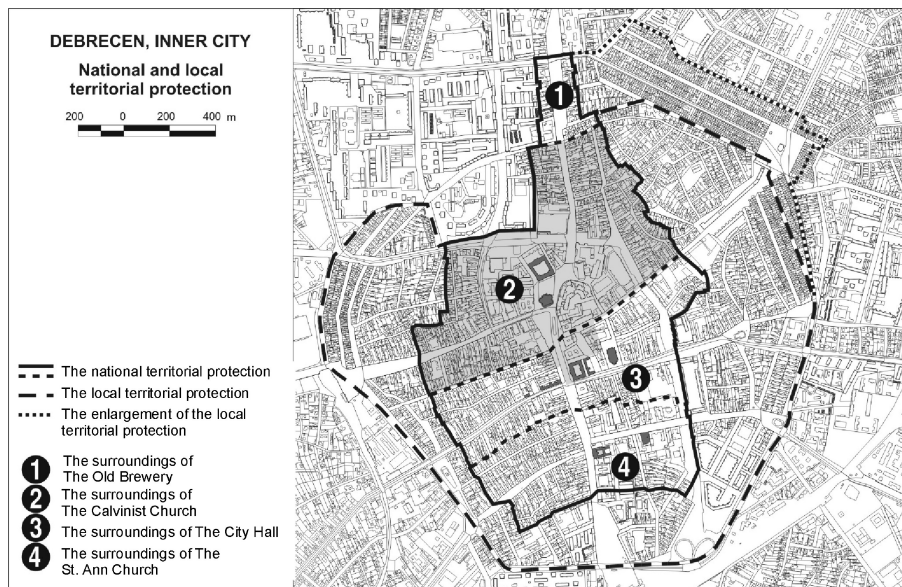 DEBRECEN, INNER CITY
National and local
territorial protection
200 0 200 400 m
The national territorial protection
The local territorial protection
The enlargement of the local
territorial protection
1 The surroundings of
The Old Brewery
2 The surroundings of
The Calvinist Church
3 The surroundings of The City Hall
4 The surroundings of The
St. Ann Church
1
2
3
4